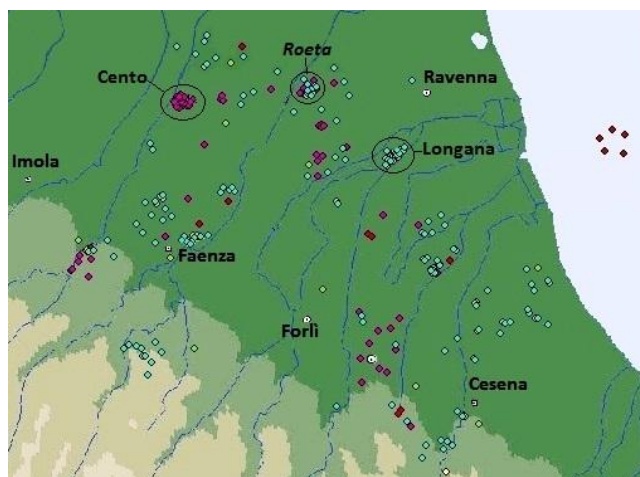 Roeta
Cento
Ravenna
Imola
Longana
Faenza
Forlì
Cesena